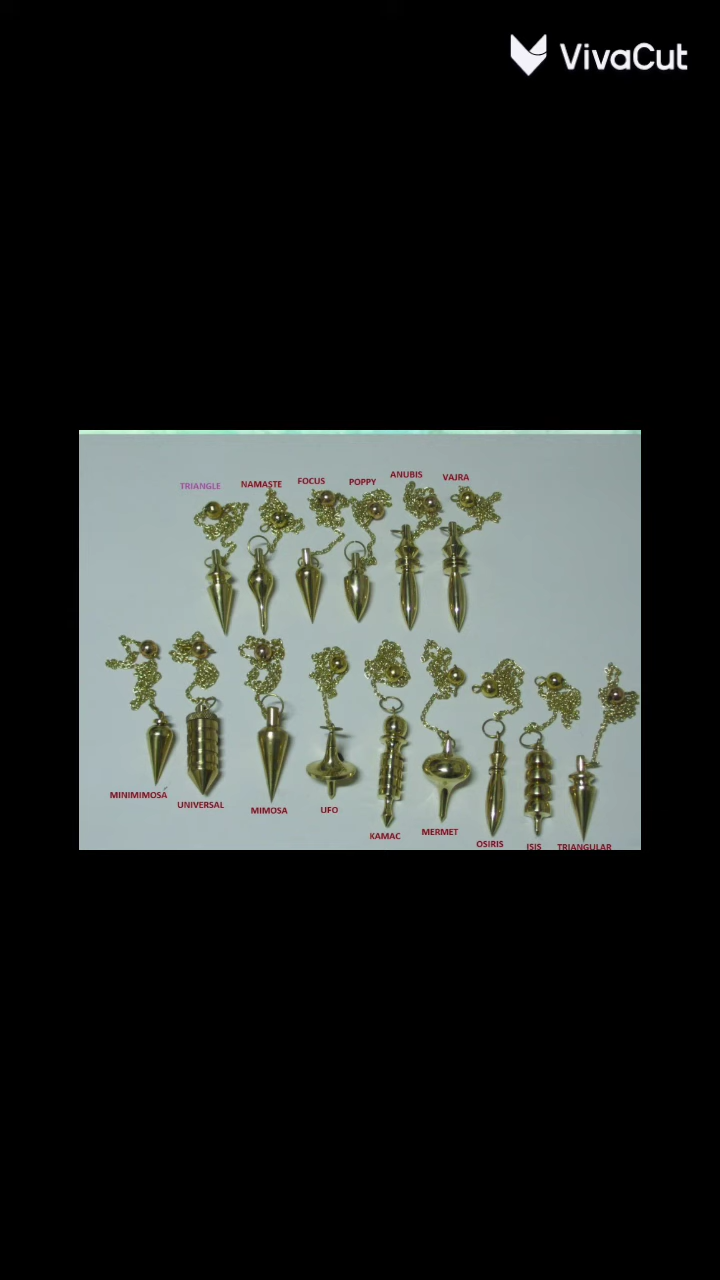 VivaCut
TRIANGLE
NAMASTE
FOCUS
POPPY
ANUBIS
VAJRA
MINIMIMOSA
UNIVERSAL
MIMOSA
UFO
KAMAC
MERMET
OSIRIS
ISIS
TRIANGULAR